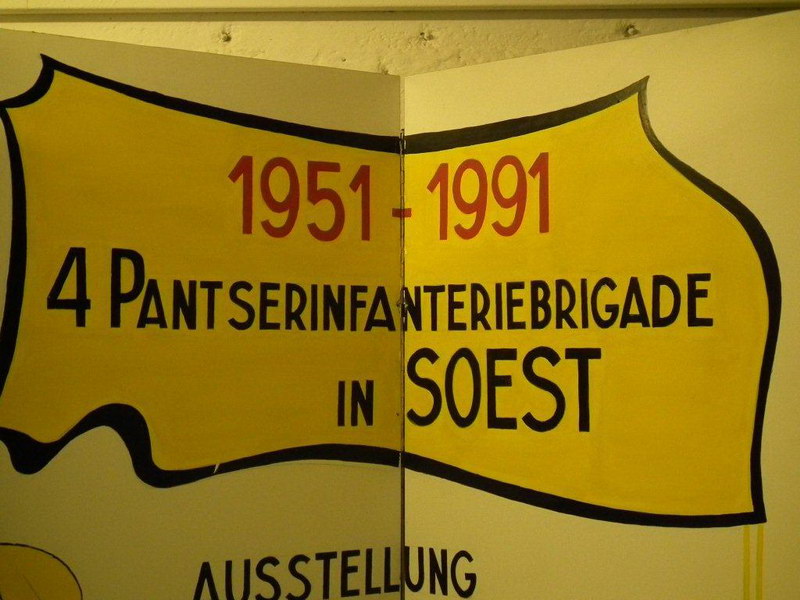 1951-1991
4 PANTSERINFANTERIEBRIGADE
IN SOEST
AUSSTELLUNG